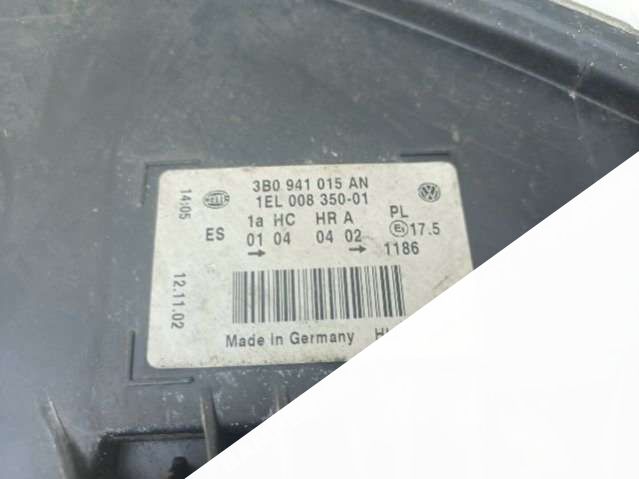 3B0 941 015 AN
1EL 008 350-01
1a HC HR A PL
ES 01 04 04 02 E1 17.5
→ → 1186
Made in Germany
14:05
12.11.02
HELLA